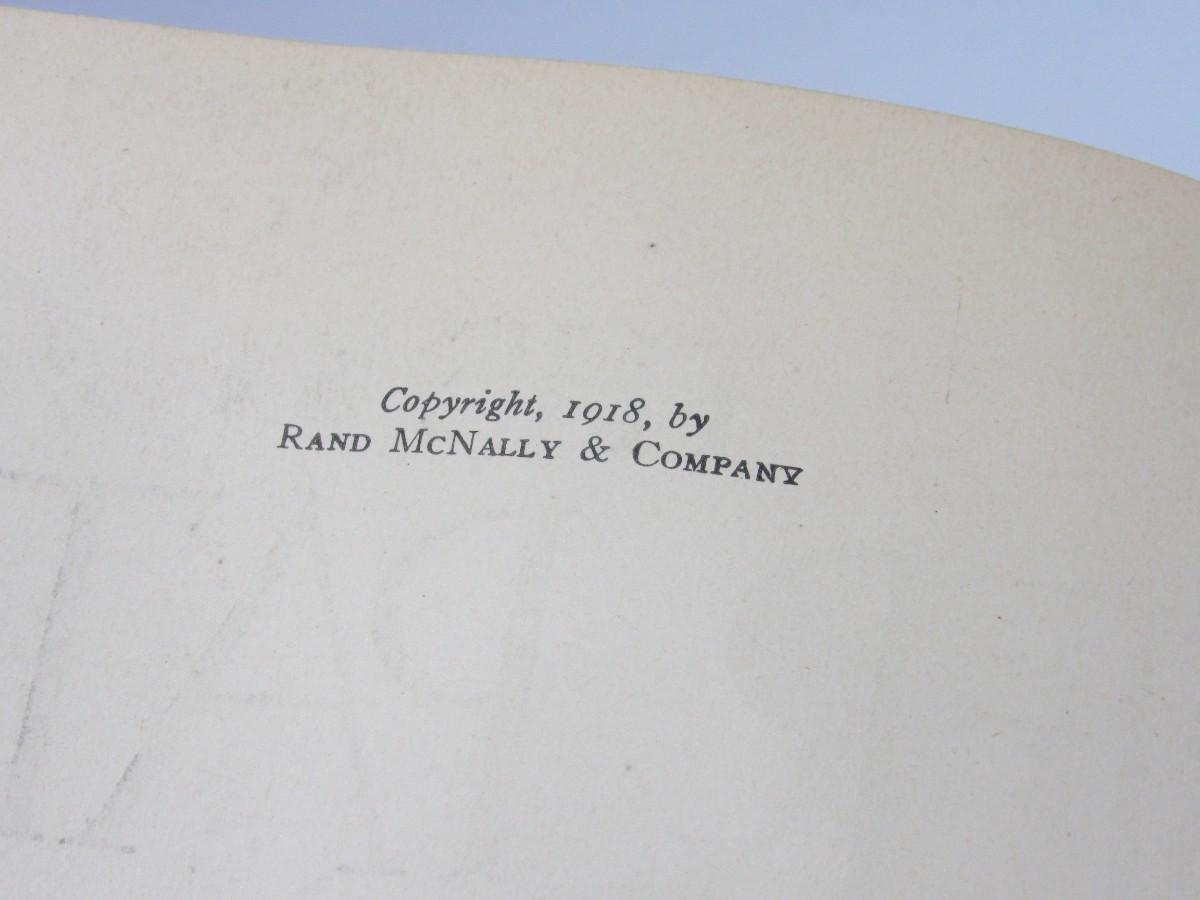 Copyright, 1918, by
RAND MCNALLY & COMPANY